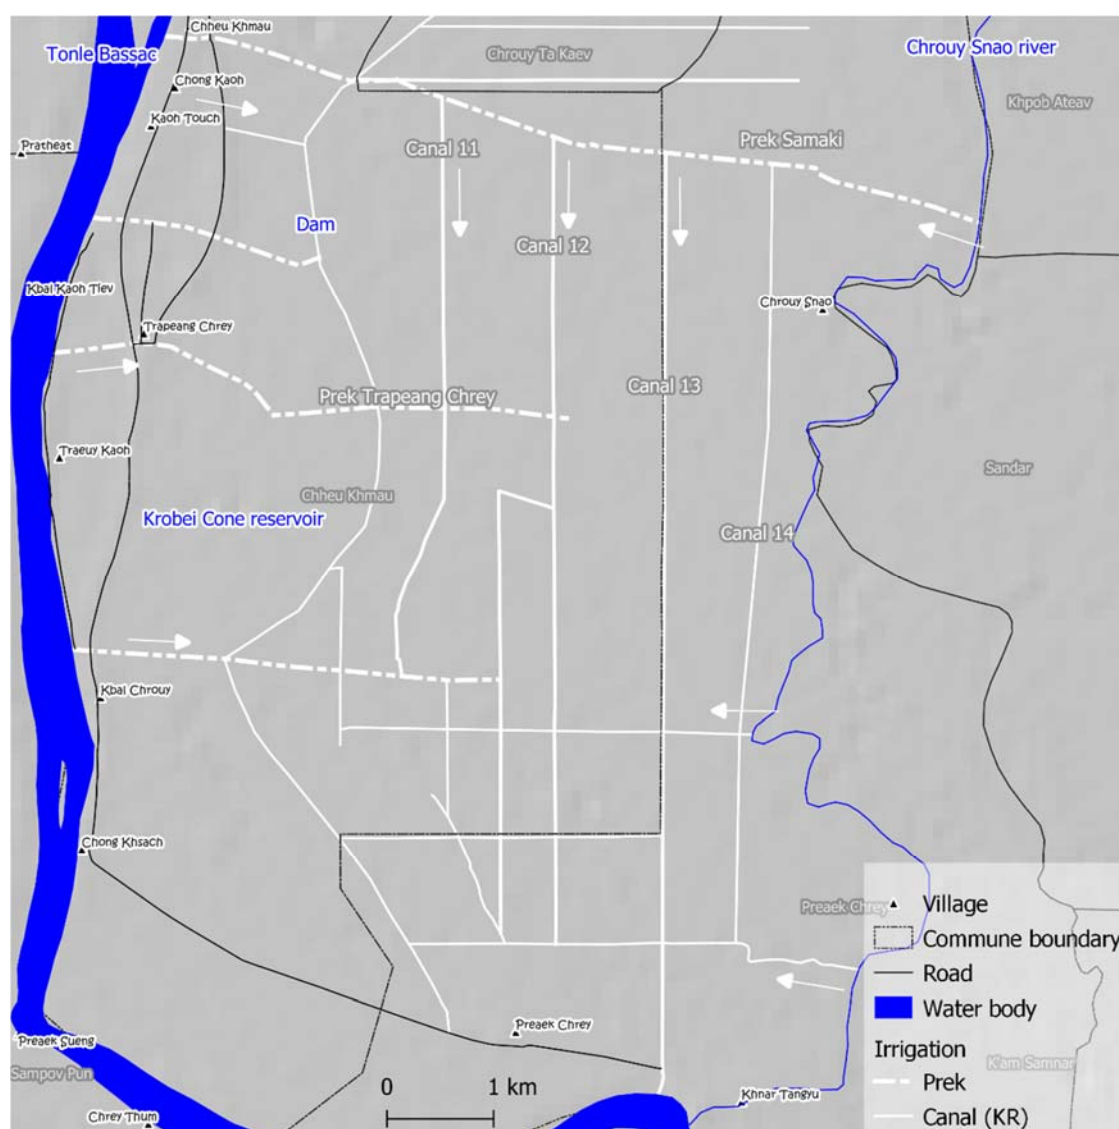 Chheu Khmau
Tonle Bassac
Chrouy Ta Kaev
Chrouy Snao river
Chong Kaoh
Khpob Ateav
Kaoh Touch
Pratheat
Canal 11
Prek Samaki
Dam
Canal 12
Kbal Kaoh Tiev
Chrouy Snao
Trapeang Chrey
Canal 13
Prek Trapeang Chrey
Traeuy Kaoh
Sandar
Chheu Khmau
Krobei Cone reservoir
Canal 14
Kbal Chrouy
Chong Khsach
Preaek Chrey
Village
Commune boundary
Road
Water body
Irrigation
Prek
Canal (KR)
Preaek Chrey
Preaek Sueng
Sampov Pun
K'am Samnar
0 1 km
Khnar Tangyu
Chrey Thum